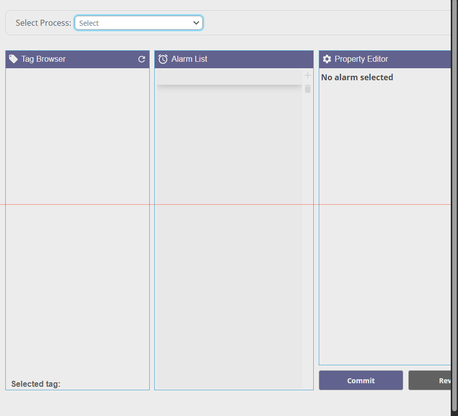 Select Process: Select
Tag Browser
Alarm List
Property Editor
No alarm selected
Selected tag:
Commit